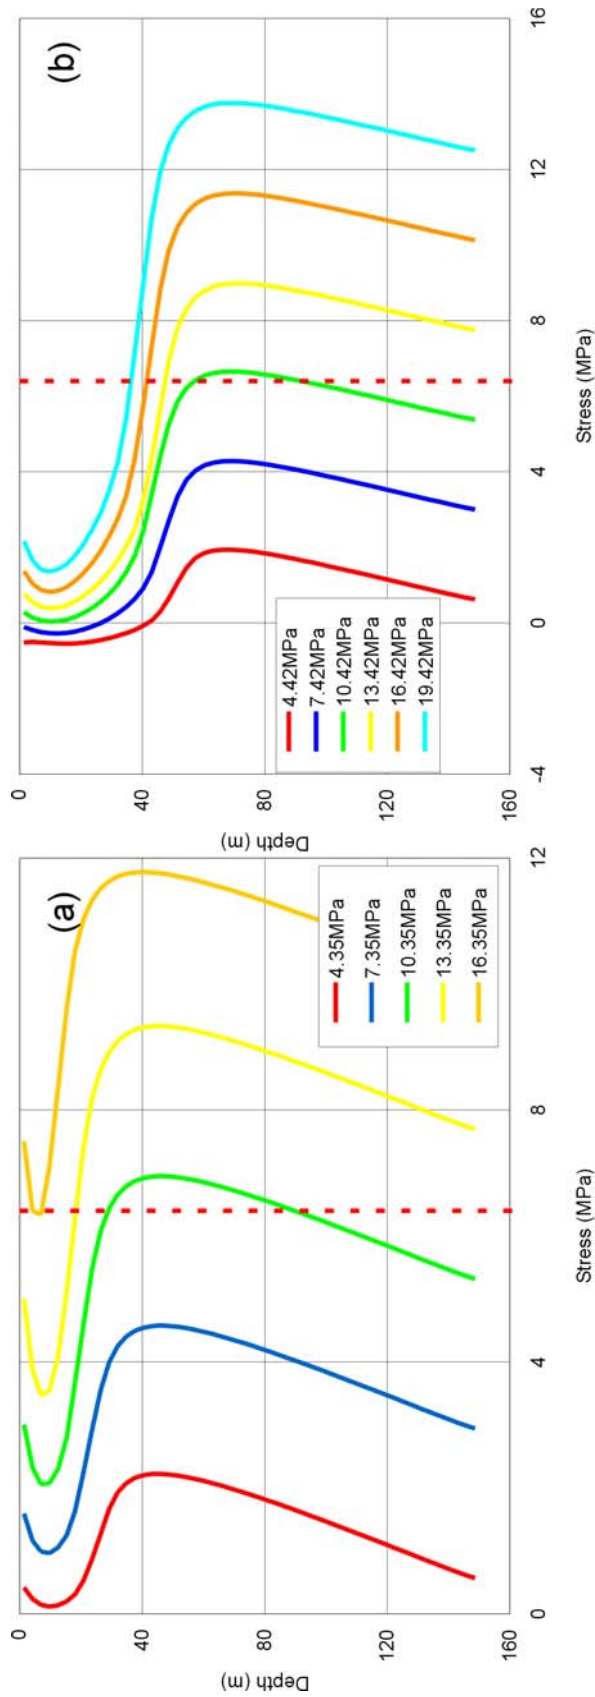 (a)
Depth (m)
0
40
80
120
160
4.35MPa
7.35MPa
10.35MPa
13.35MPa
16.35MPa
0 4 8 12
Stress (MPa)
(b)
Depth (m)
0
40
80
120
160
4.42MPa
7.42MPa
10.42MPa
13.42MPa
16.42MPa
19.42MPa
-4 0 4 8 12 16
Stress (MPa)